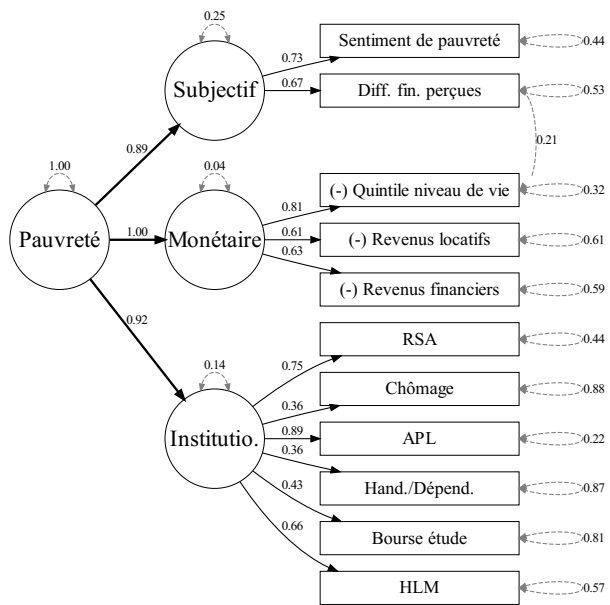 0.25
Subjectif
0.73
0.67
Sentiment de pauvreté
0.44
Diff. fin. perçues
0.53
0.21
1.00
Pauvreté
0.89
1.00
0.92
0.04
Monétaire
0.81
0.61
0.63
(-) Quintile niveau de vie
0.32
(-) Revenus locatifs
0.61
(-) Revenus financiers
0.59
0.14
Institutio.
0.75
0.36
0.89
0.36
0.43
0.66
RSA
0.44
Chômage
0.88
APL
0.22
Hand./Dépend.
0.87
Bourse étude
0.81
HLM
0.57